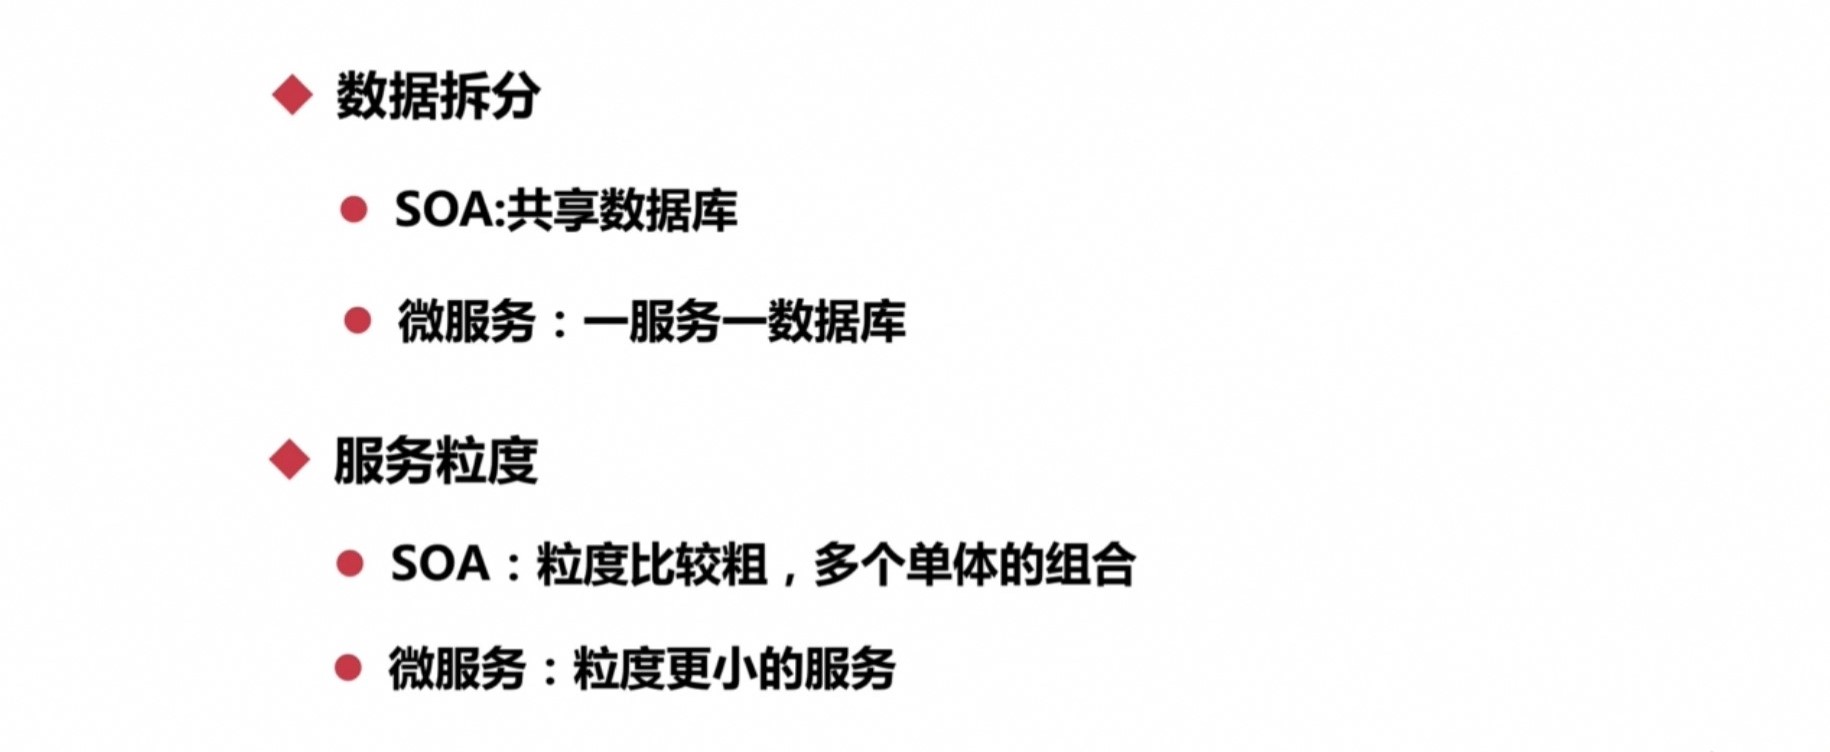 数据拆分
SOA:共享数据库
微服务：一服务一数据库
服务粒度
SOA：粒度比较粗，多个单体的组合
微服务：粒度更小的服务